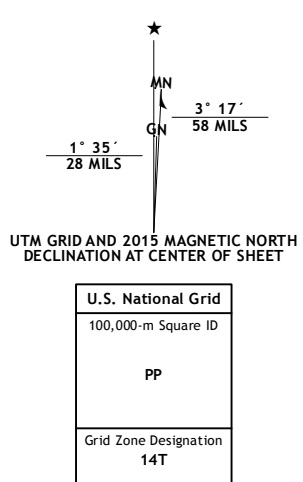 MN
3° 17´
58 MILS
GN
1° 35´
28 MILS
UTM GRID AND 2015 MAGNETIC NORTH
DECLINATION AT CENTER OF SHEET
U.S. National Grid
100,000-m Square ID
PP
Grid Zone Designation
14T